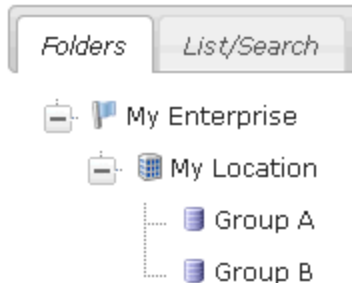 Folders List/Search
My Enterprise
My Location
Group A
Group B